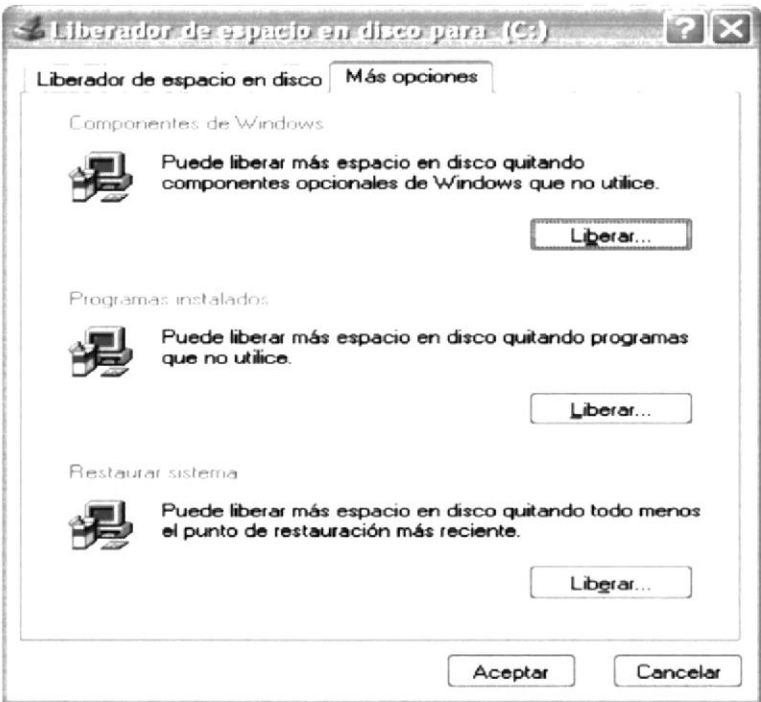 Liberador de espacio en disco para (C:)
Liberador de espacio en disco
Más opciones
Componentes de Windows
Puede liberar más espacio en disco quitando
componentes opcionales de Windows que no utilice.
Liberar...
Programas instalados
Puede liberar más espacio en disco quitando programas
que no utilice.
Liberar...
Restaurar sistema
Puede liberar más espacio en disco quitando todo menos
el punto de restauración más reciente.
Liberar...
Aceptar
Cancelar